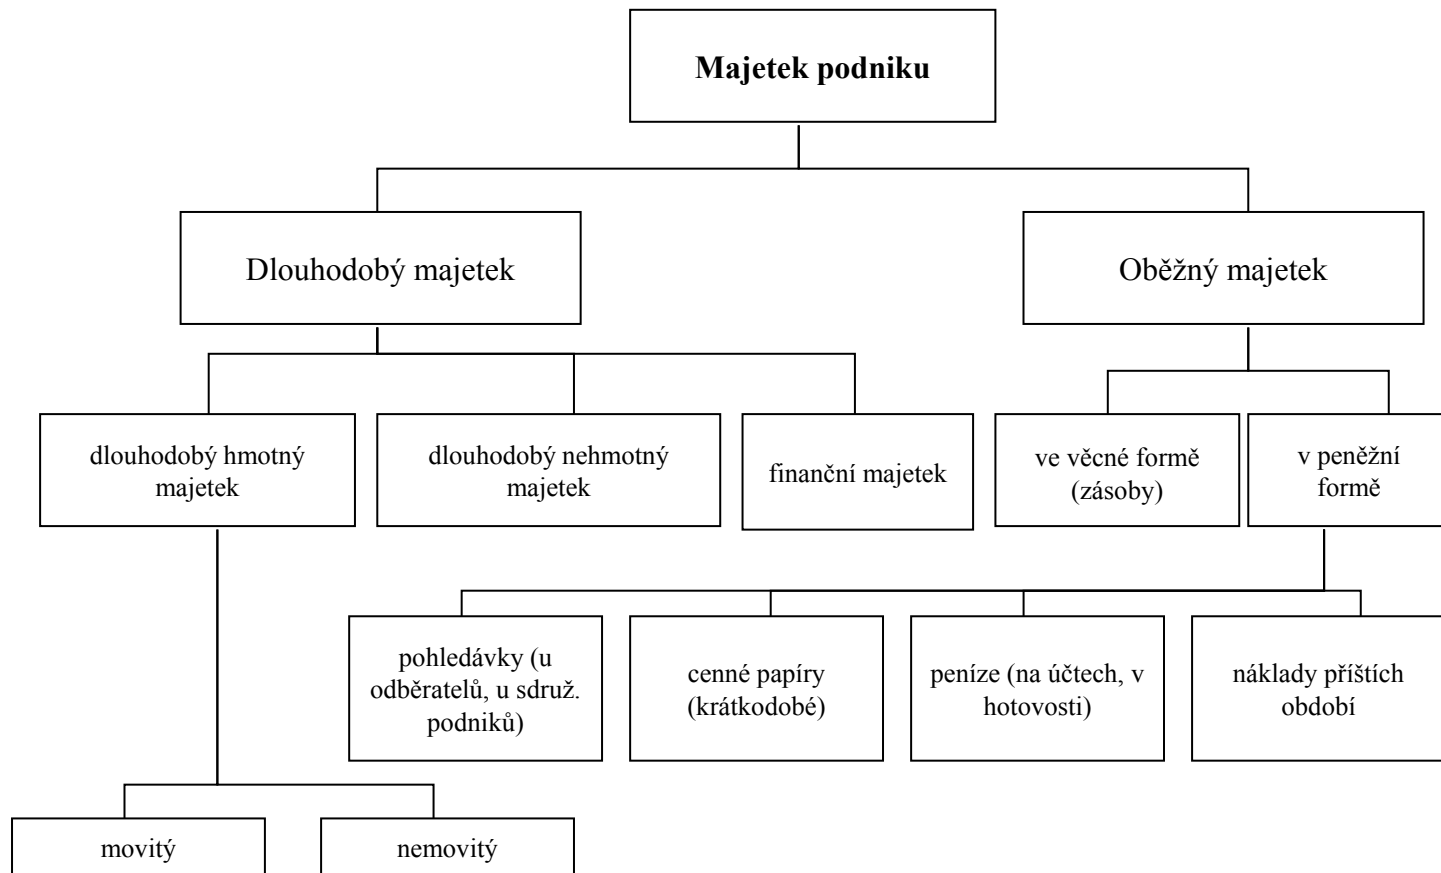 Majetek podniku
Dlouhodobý majetek
Oběžný majetek
dlouhodobý hmotný
majetek
dlouhodobý nehmotný
majetek
finanční majetek
ve věcné formě
(zásoby)
v peněžní
formě
pohledávky (u
odběratelů, u sdruž.
podniků)
cenné papíry
(krátkodobé)
peníze (na účtech, v
hotovosti)
náklady příštích
období
movitý
nemovitý